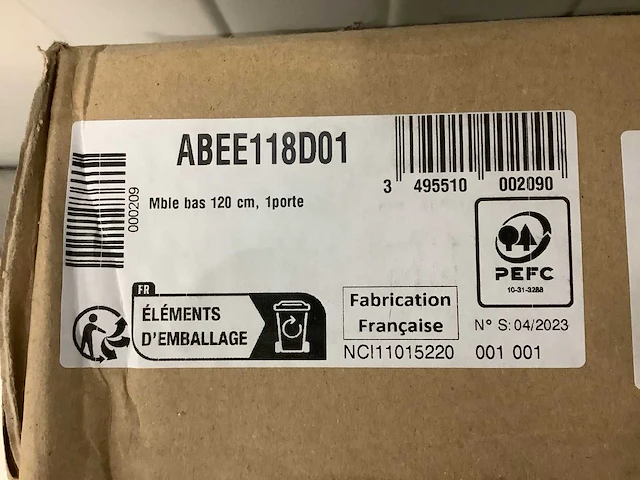 ABEE118D01
000209
Mble bas 120 cm, 1porte
3 495510 002090
PEFC
10-31-3288
FR
ÉLÉMENTS
D'EMBALLAGE
Fabrication
Française
N° S: 04/2023
NCI11015220 001 001